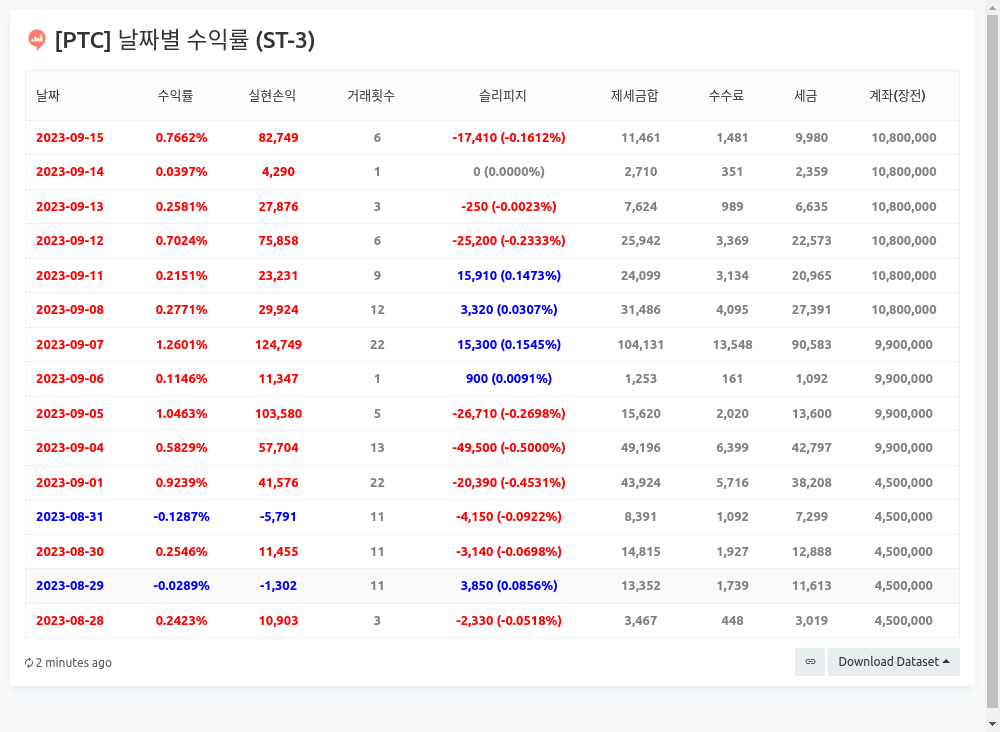 [PTC] 날짜별 수익률 (ST-3)
날짜 수익률 실현손익 거래횟수 슬리피지 제세금합 수수료 세금 계좌(장전)
2023-09-15 0.7662% 82,749 6 -17,410 (-0.1612%) 11,461 1,481 9,980 10,800,000
2023-09-14 0.0397% 4,290 1 0 (0.0000%) 2,710 351 2,359 10,800,000
2023-09-13 0.2581% 27,876 3 -250 (-0.0023%) 7,624 989 6,635 10,800,000
2023-09-12 0.7024% 75,858 6 -25,200 (-0.2333%) 25,942 3,369 22,573 10,800,000
2023-09-11 0.2151% 23,231 9 15,910 (0.1473%) 24,099 3,134 20,965 10,800,000
2023-09-08 0.2771% 29,924 12 3,320 (0.0307%) 31,486 4,095 27,391 10,800,000
2023-09-07 1.2601% 124,749 22 15,300 (0.1545%) 104,131 13,548 90,583 9,900,000
2023-09-06 0.1146% 11,347 1 900 (0.0091%) 1,253 161 1,092 9,900,000
2023-09-05 1.0463% 103,580 5 -26,710 (-0.2698%) 15,620 2,020 13,600 9,900,000
2023-09-04 0.5829% 57,704 13 -49,500 (-0.5000%) 49,196 6,399 42,797 9,900,000
2023-09-01 0.9239% 41,576 22 -20,390 (-0.4531%) 43,924 5,716 38,208 4,500,000
2023-08-31 -0.1287% -5,791 11 -4,150 (-0.0922%) 8,391 1,092 7,299 4,500,000
2023-08-30 0.2546% 11,455 11 -3,140 (-0.0698%) 14,815 1,927 12,888 4,500,000
2023-08-29 -0.0289% -1,302 11 3,850 (0.0856%) 13,352 1,739 11,613 4,500,000
2023-08-28 0.2423% 10,903 3 -2,330 (-0.0518%) 3,467 448 3,019 4,500,000
2 minutes ago Download Dataset